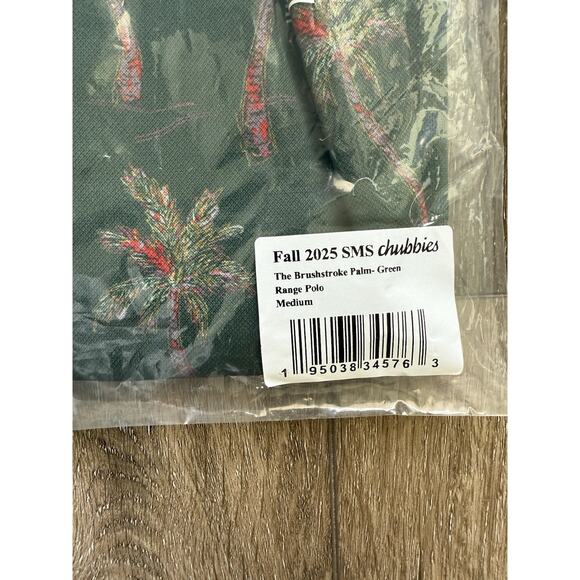 Fall 2025 SMS chubbies
The Brushstroke Palm- Green
Range Polo
Medium
1 95038 34576 3